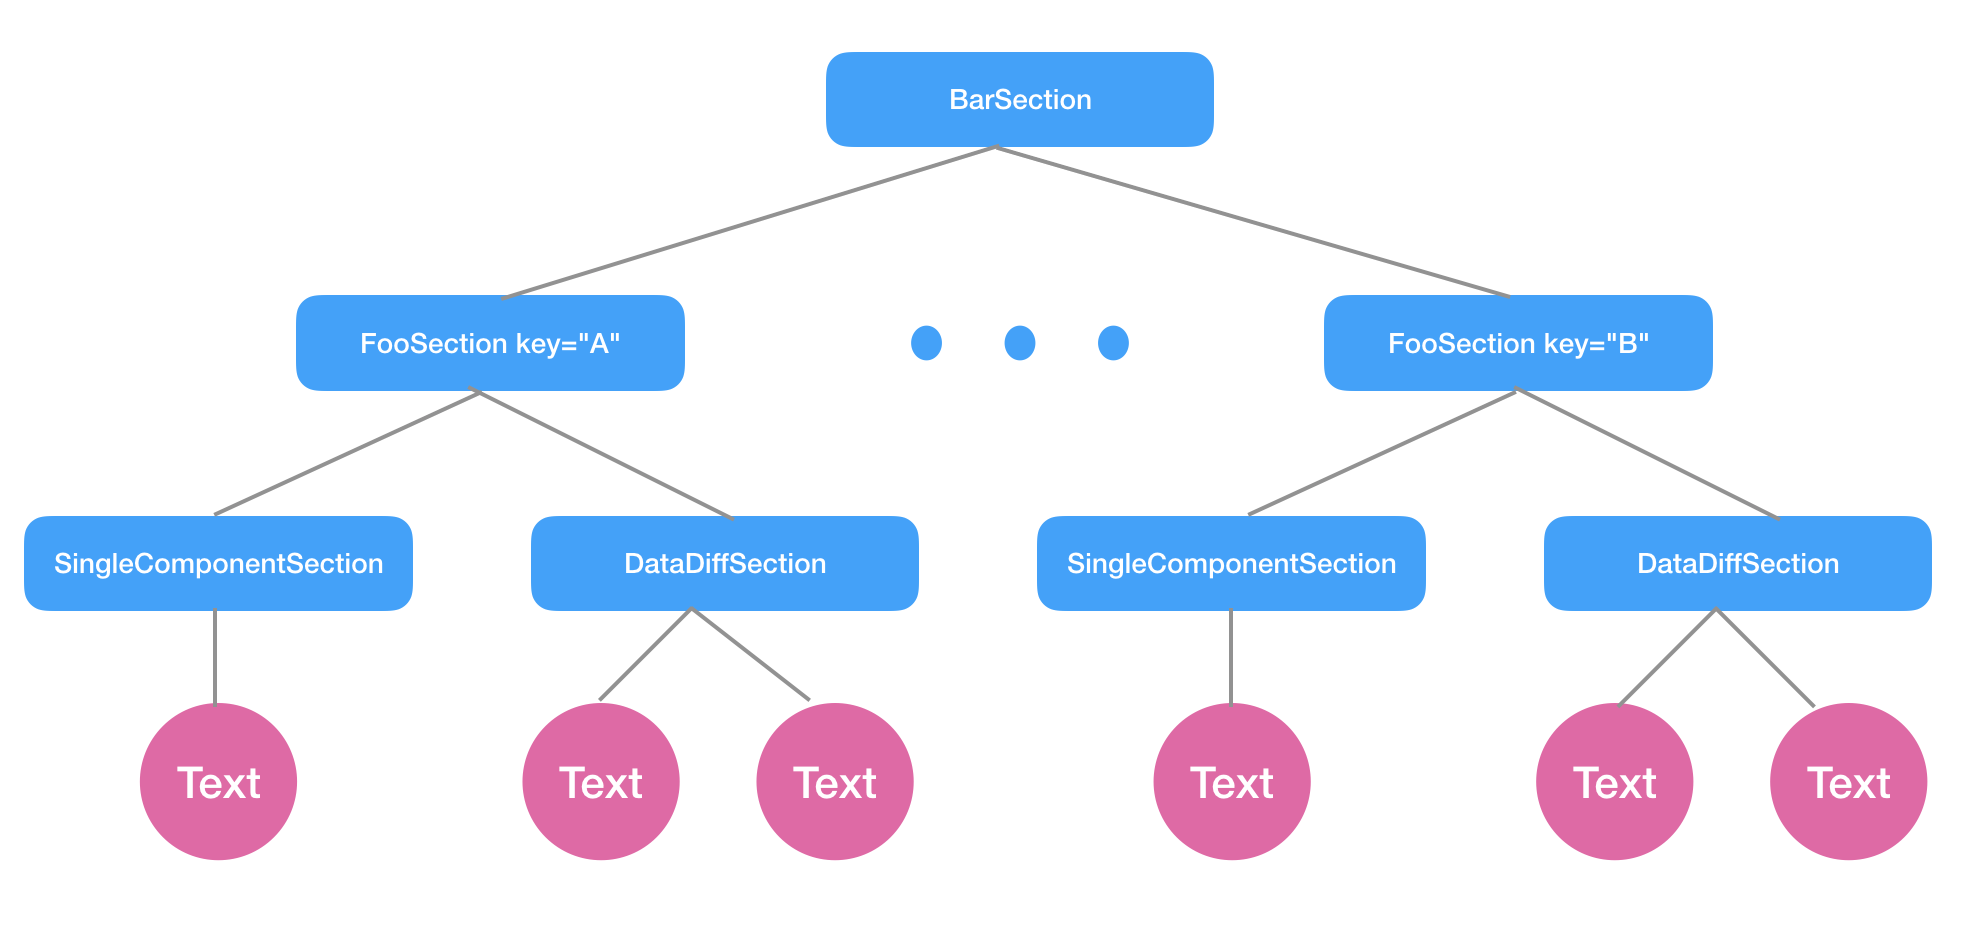 BarSection
FooSection key="A"
FooSection key="B"
SingleComponentSection
DataDiffSection
SingleComponentSection
DataDiffSection
Text
Text
Text
Text
Text
Text